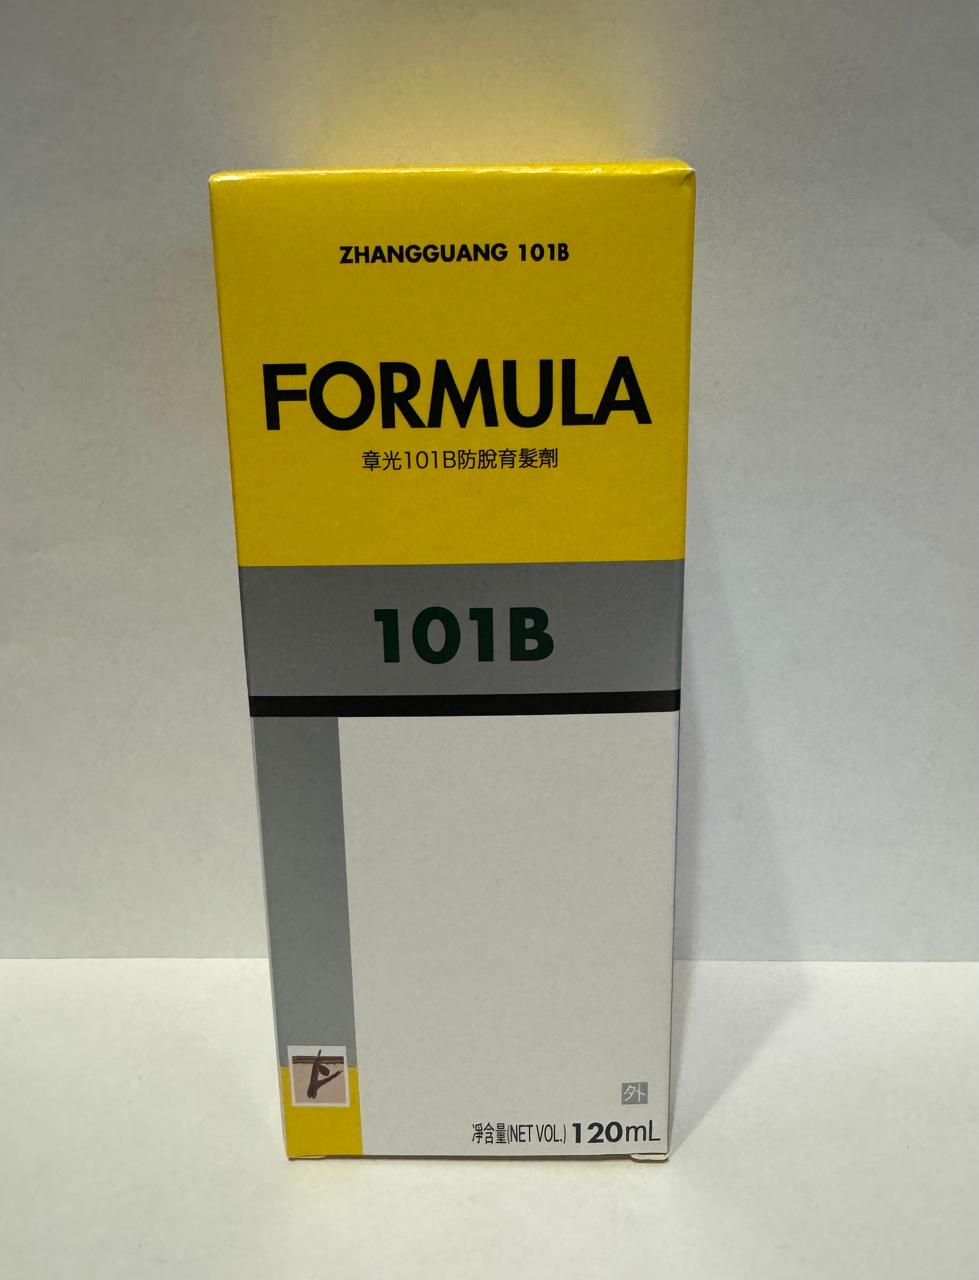 ZHANGGUANG 101B
FORMULA
章光101B防脫育髮劑
101B
外
凈含量(NET VOL.) 120mL